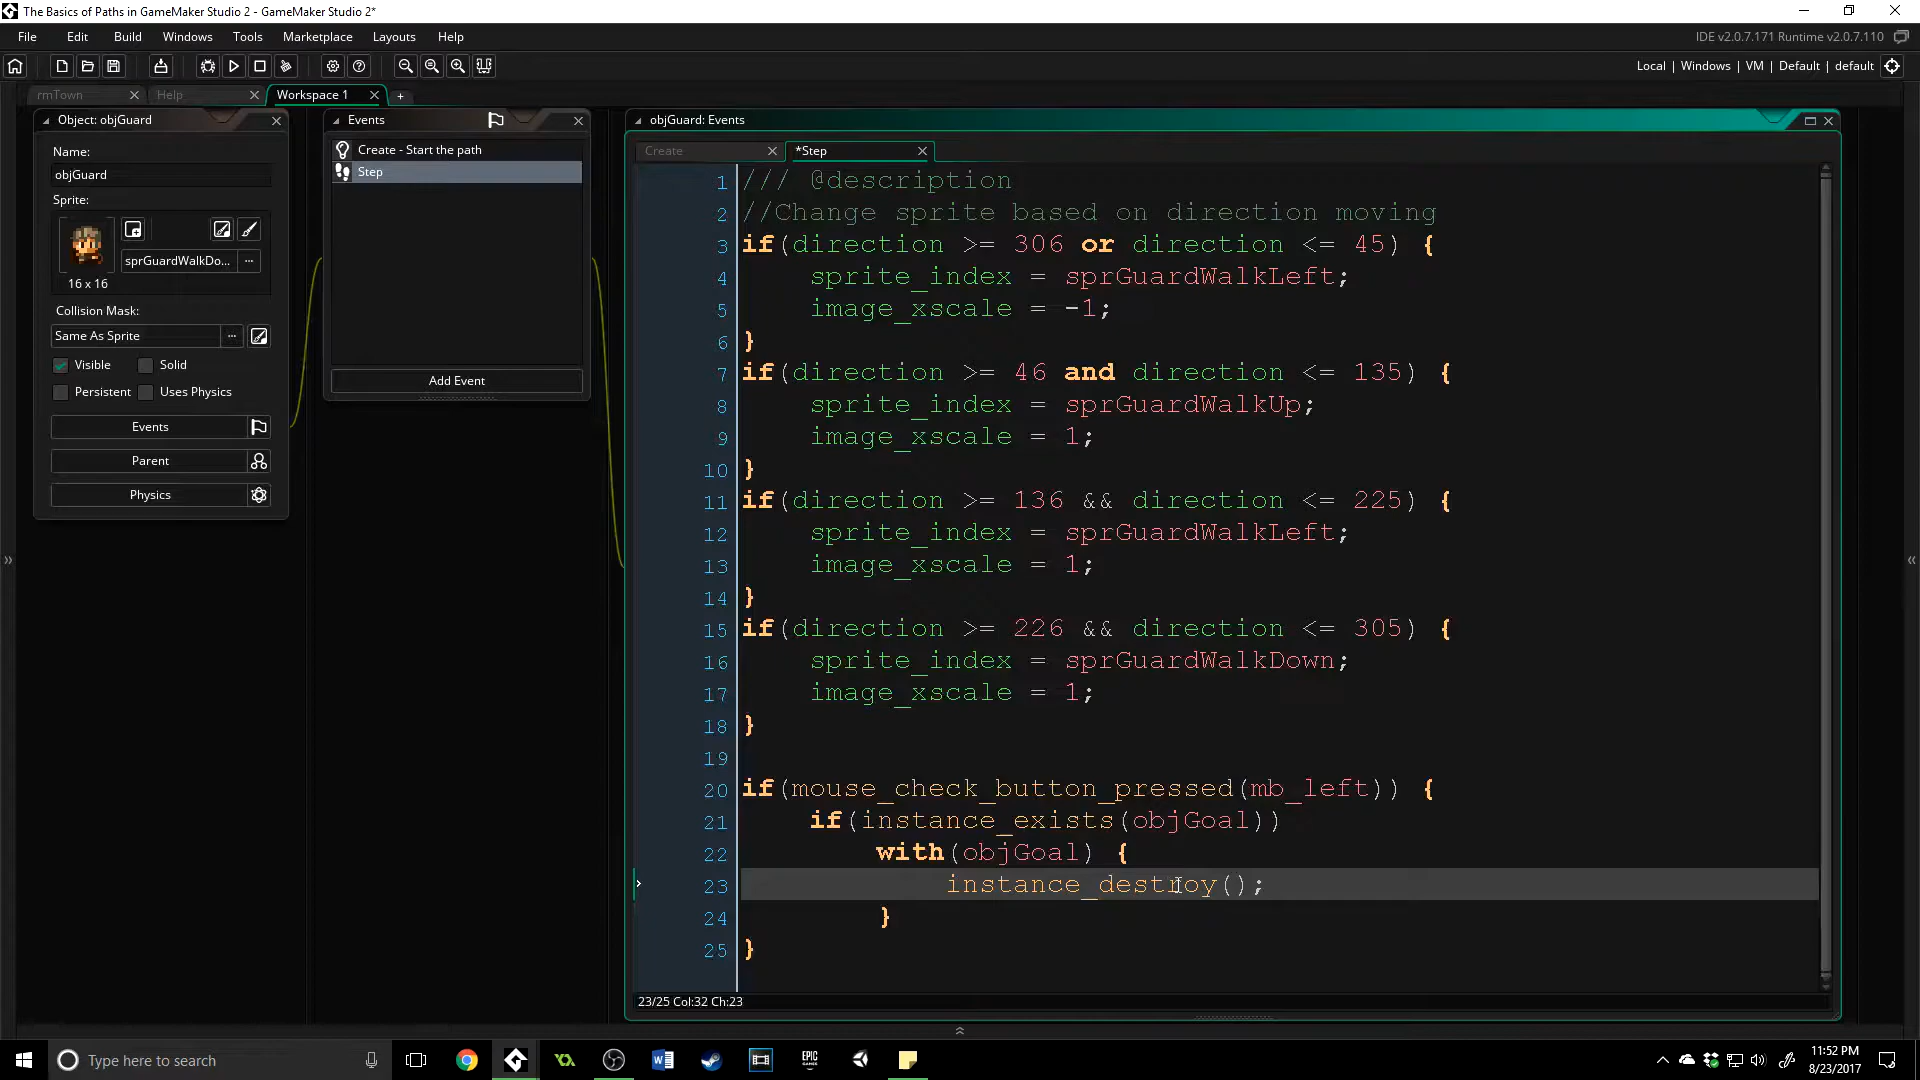 The Basics of Paths in GameMaker Studio 2 - GameMaker Studio 2*
File Edit Build Windows Tools Marketplace Layouts Help
IDE v2.0.7.171 Runtime v2.0.7.110
Local | Windows | VM | Default | default
rmTown
Help
Workspace 1
Object: objGuard
Name:
objGuard
Sprite:
sprGuardWalkDo...
16 x 16
Collision Mask:
Same As Sprite
Visible
Solid
Persistent
Uses Physics
Events
Parent
Physics
Events
Create - Start the path
Step
Add Event
objGuard: Events
Create
*Step
1 /// @description
2 //Change sprite based on direction moving
3 if(direction >= 306 or direction <= 45) {
4 sprite_index = sprGuardWalkLeft;
5 image_xscale = -1;
6 }
7 if(direction >= 46 and direction <= 135) {
8 sprite_index = sprGuardWalkUp;
9 image_xscale = 1;
10 }
11 if(direction >= 136 && direction <= 225) {
12 sprite_index = sprGuardWalkLeft;
13 image_xscale = 1;
14 }
15 if(direction >= 226 && direction <= 305) {
16 sprite_index = sprGuardWalkDown;
17 image_xscale = 1;
18 }
19
20 if(mouse_check_button_pressed(mb_left)) {
21 if(instance_exists(objGoal))
22 with(objGoal) {
23 instance_destroy();
24 }
25 }
23/25 Col:32 Ch:23
Type here to search
EPIC GAMES
11:52 PM
8/23/2017